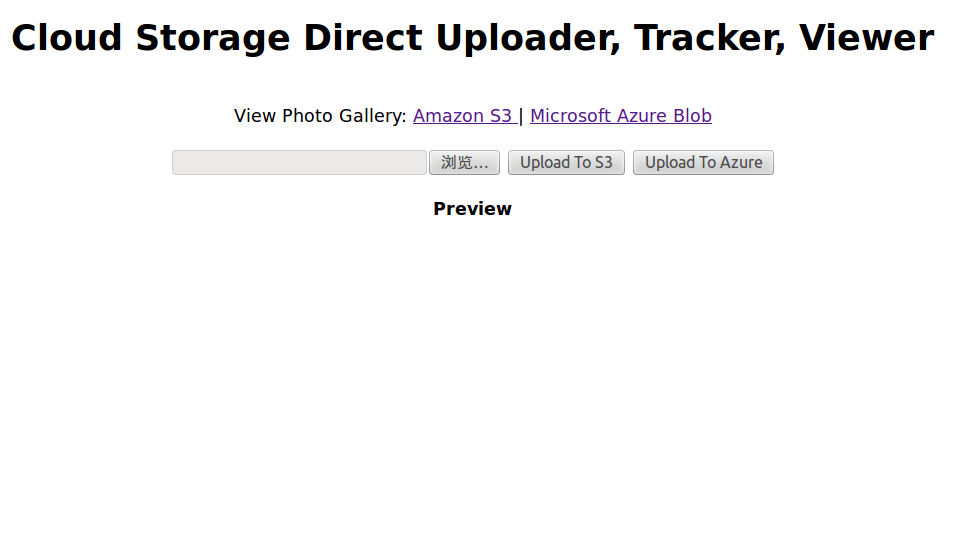 Cloud Storage Direct Uploader, Tracker, Viewer
View Photo Gallery: Amazon S3 | Microsoft Azure Blob
浏览... Upload To S3 Upload To Azure
Preview